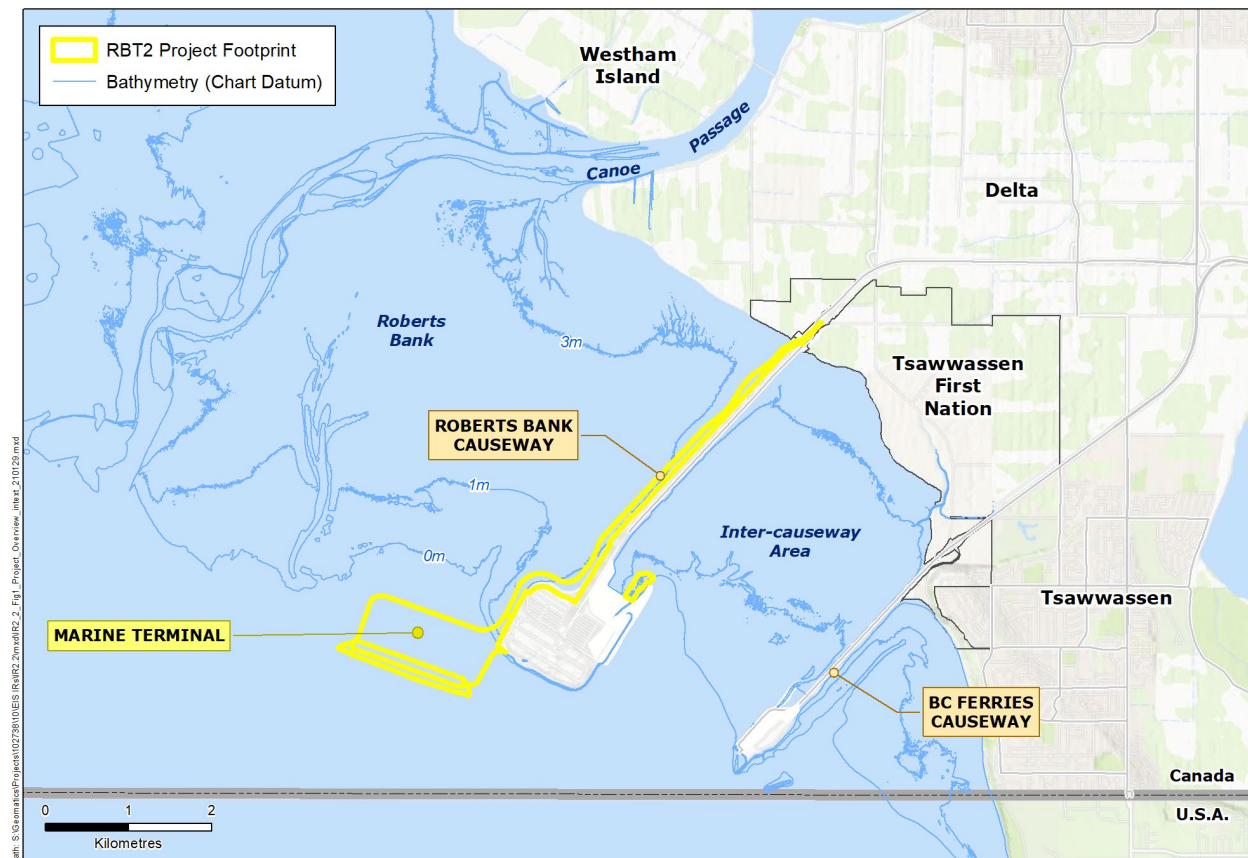 RBT2 Project Footprint
Bathymetry (Chart Datum)
Westham
Island
Canoe
Passage
Delta
Roberts
Bank
3m
Tsawwassen
First
Nation
ROBERTS BANK
CAUSEWAY
1m
Inter-causeway
Area
0m
Tsawwassen
MARINE TERMINAL
BC FERRIES
CAUSEWAY
Canada
U.S.A.
0 1 2
Kilometres